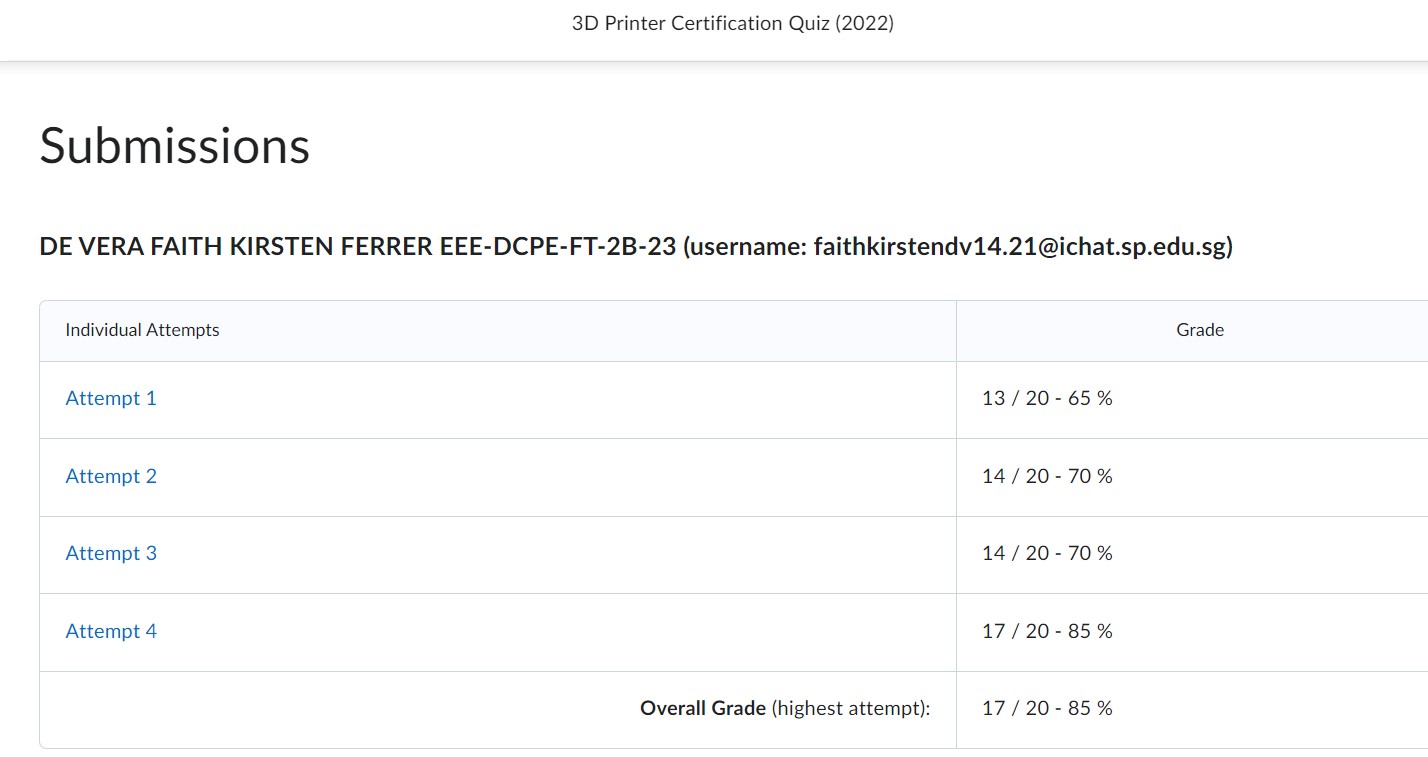 3D Printer Certification Quiz (2022)
Submissions
DE VERA FAITH KIRSTEN FERRER EEE-DCPE-FT-2B-23 (username: faithkirstendv14.21@ichat.sp.edu.sg)
Individual Attempts Grade
Attempt 1 13 / 20 - 65 %
Attempt 2 14 / 20 - 70 %
Attempt 3 14 / 20 - 70 %
Attempt 4 17 / 20 - 85 %
Overall Grade (highest attempt): 17 / 20 - 85 %